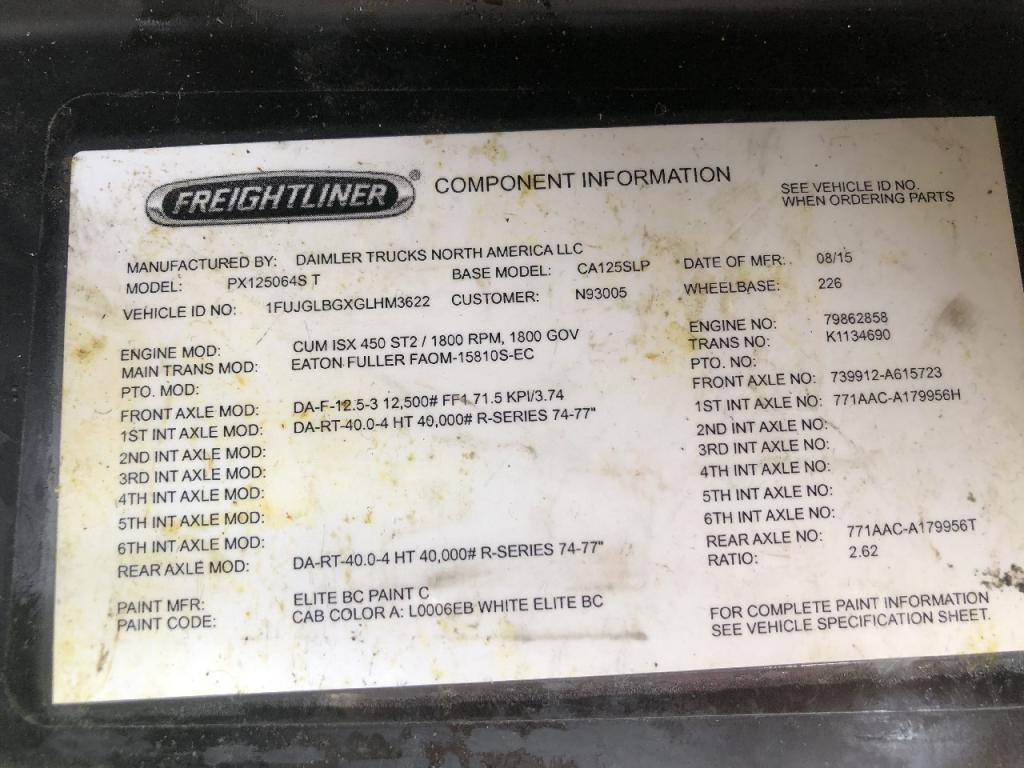 FREIGHTLINER® COMPONENT INFORMATION
SEE VEHICLE ID NO.
WHEN ORDERING PARTS
MANUFACTURED BY: DAIMLER TRUCKS NORTH AMERICA LLC
MODEL: PX125064S T BASE MODEL: CA125SLP DATE OF MFR: 08/15
VEHICLE ID NO: 1FUJGLBGXGLHM3622 CUSTOMER: N93005 WHEELBASE: 226
ENGINE MOD: CUM ISX 450 ST2 / 1800 RPM, 1800 GOV ENGINE NO: 79862858
MAIN TRANS MOD: EATON FULLER FAOM-15810S-EC TRANS NO: K1134690
PTO. MOD: PTO. NO:
FRONT AXLE MOD: DA-F-12.5-3 12,500# FF1 71.5 KPI/3.74 FRONT AXLE NO: 739912-A615723
1ST INT AXLE MOD: DA-RT-40.0-4 HT 40,000# R-SERIES 74-77" 1ST INT AXLE NO: 771AAC-A179956H
2ND INT AXLE MOD: 2ND INT AXLE NO:
3RD INT AXLE MOD: 3RD INT AXLE NO:
4TH INT AXLE MOD: 4TH INT AXLE NO:
5TH INT AXLE MOD: 5TH INT AXLE NO:
6TH INT AXLE MOD: 6TH INT AXLE NO:
REAR AXLE MOD: DA-RT-40.0-4 HT 40,000# R-SERIES 74-77" REAR AXLE NO: 771AAC-A179956T
RATIO: 2.62
PAINT MFR: ELITE BC PAINT C
PAINT CODE: CAB COLOR A: L0006EB WHITE ELITE BC
FOR COMPLETE PAINT INFORMATION
SEE VEHICLE SPECIFICATION SHEET.